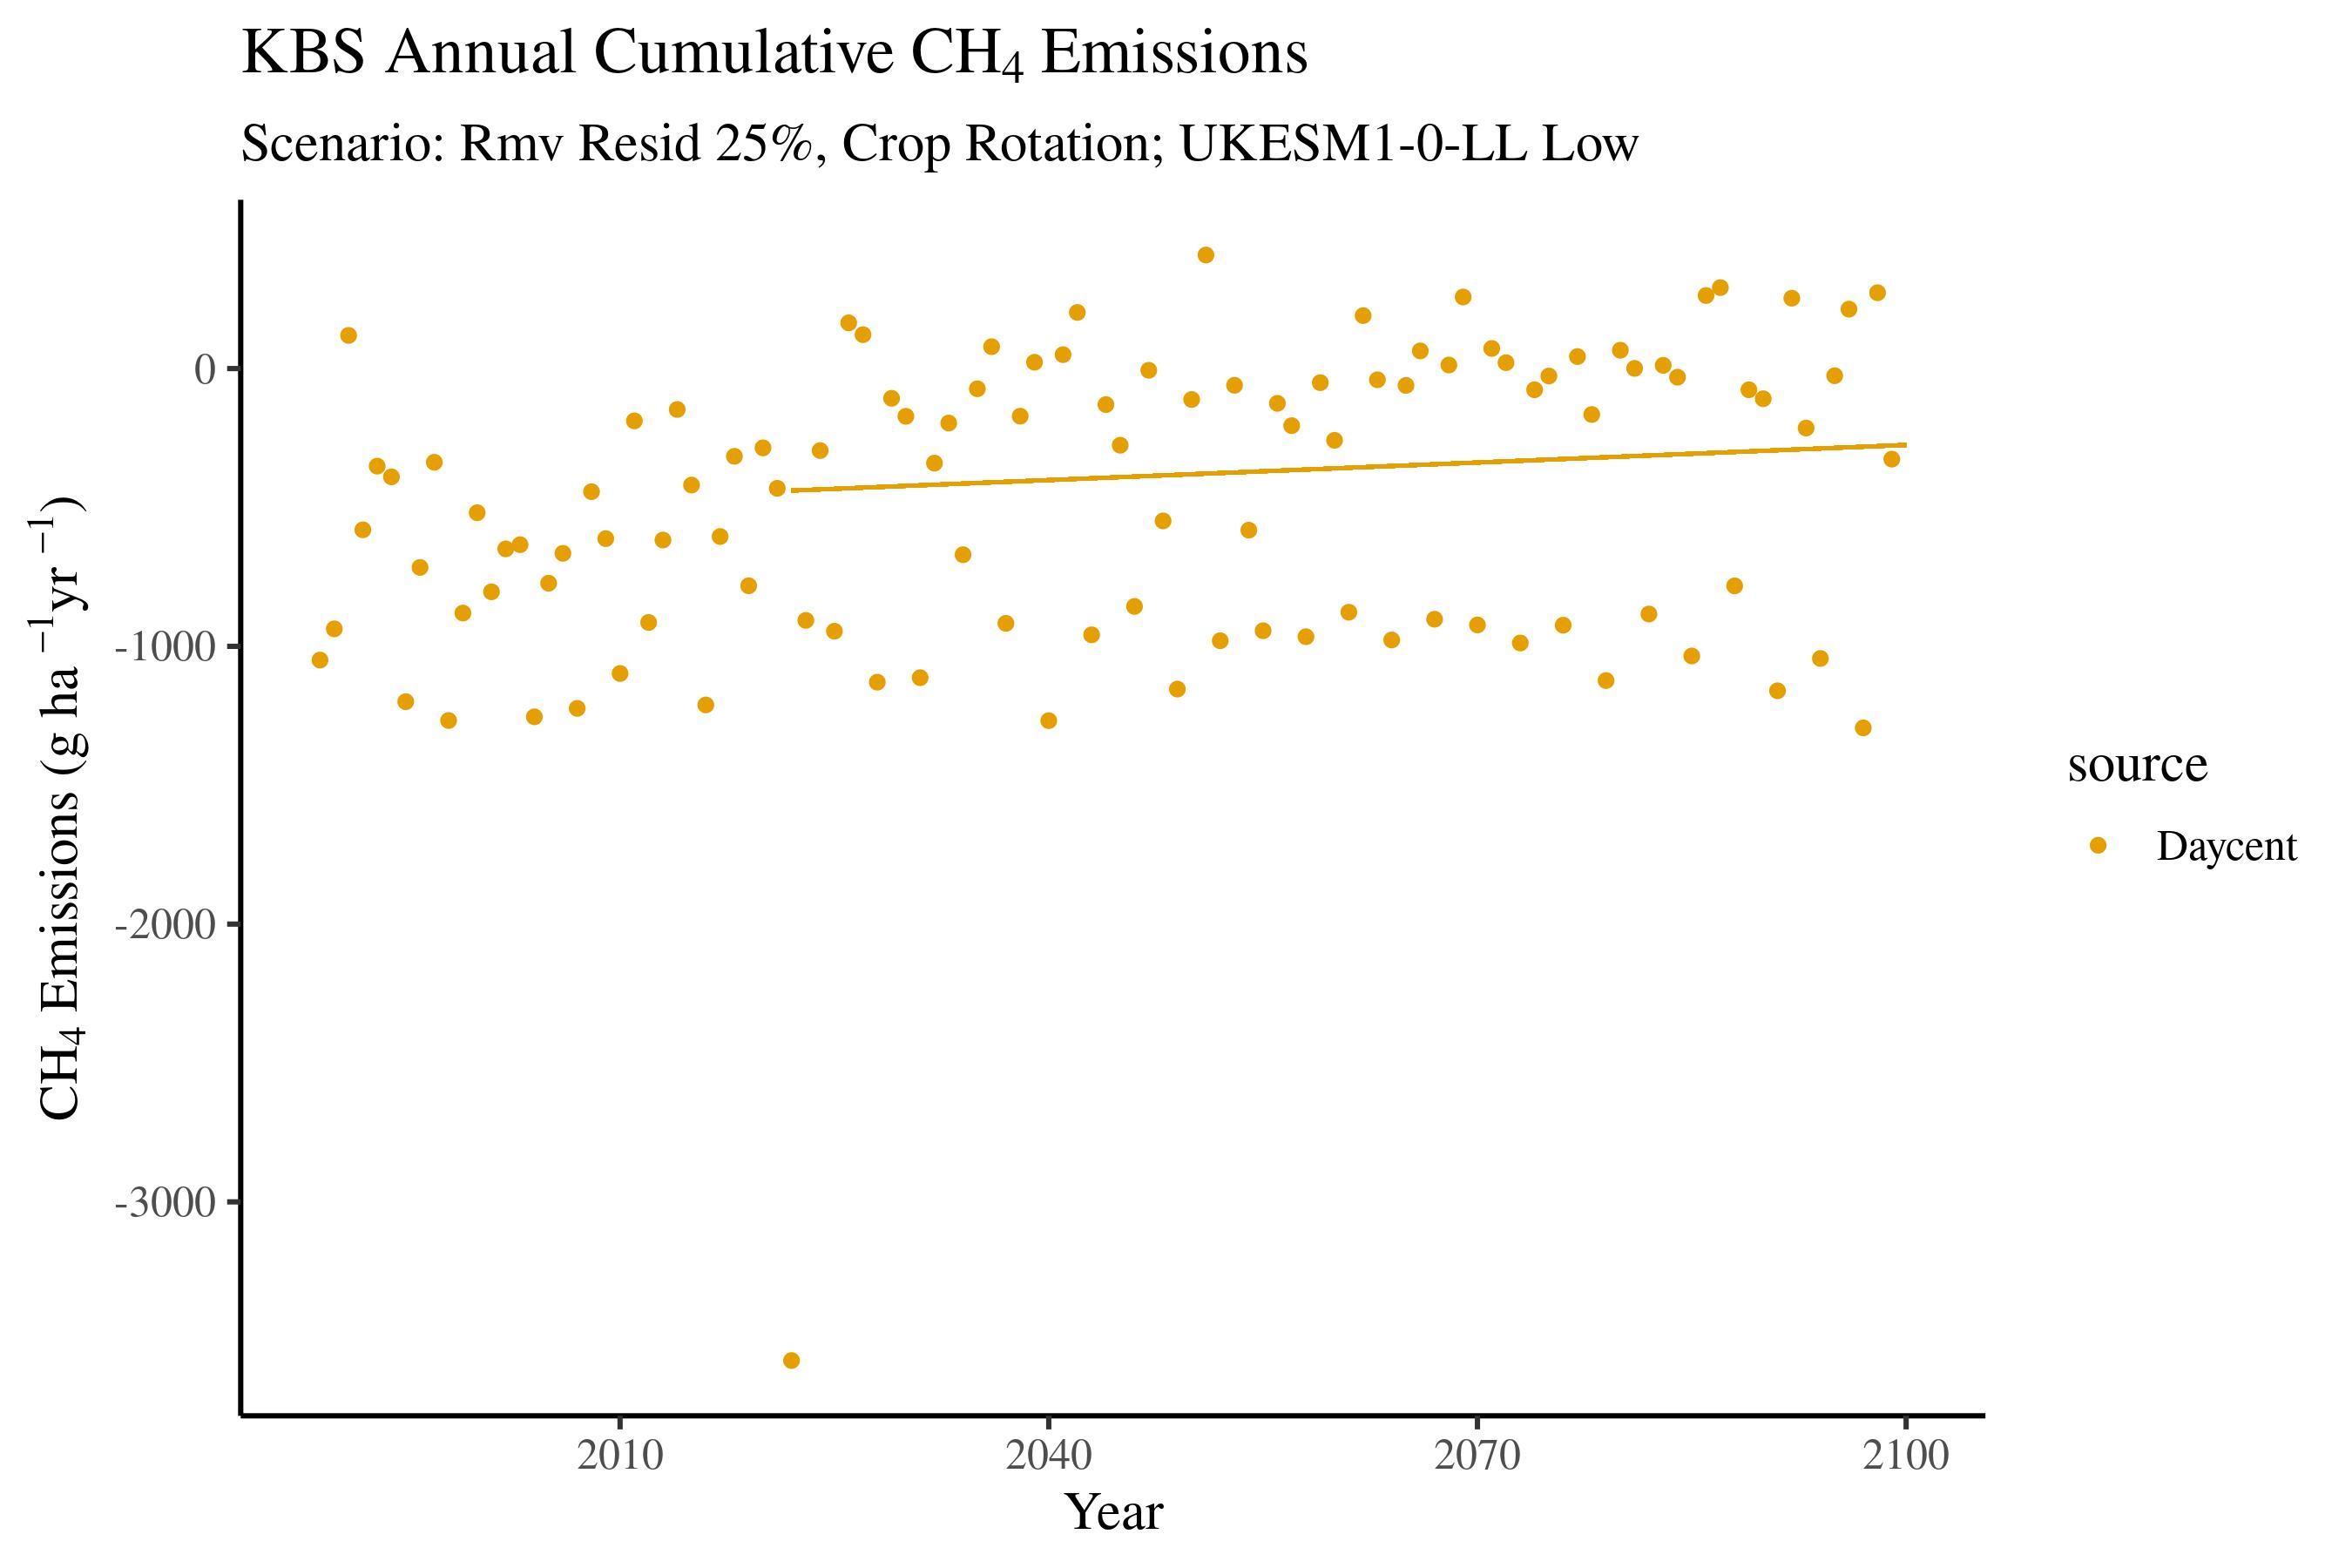 KBS Annual Cumulative CH₄ Emissions
Scenario: Rmv Resid 25%, Crop Rotation; UKESM1-0-LL Low
CH₄ Emissions (g ha ⁻¹yr ⁻¹)
0
-1000
-2000
-3000
2010 2040 2070 2100
Year
source
Daycent